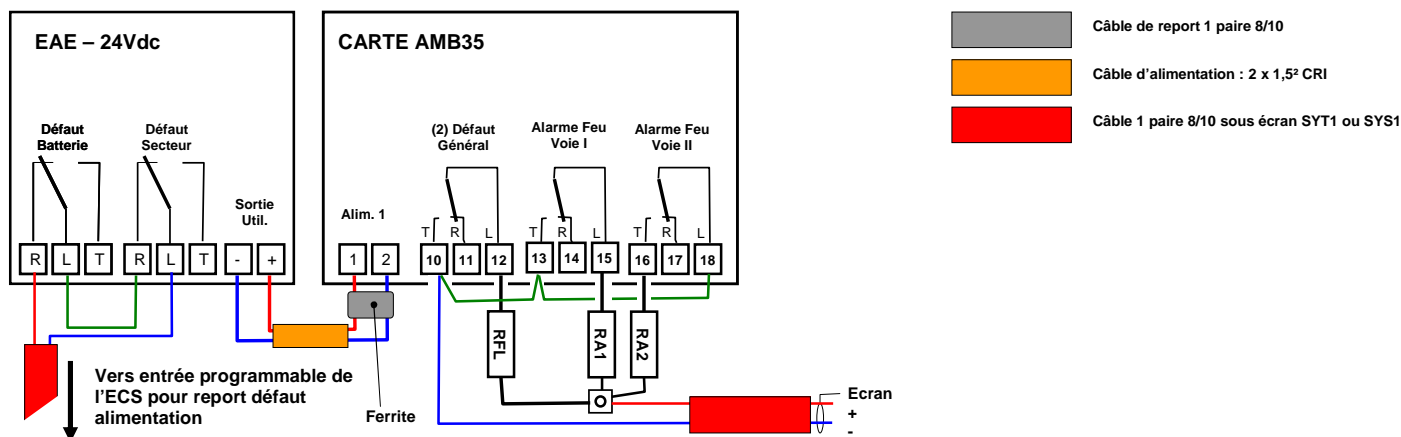 EAE – 24Vdc
Défaut
Batterie
Défaut
Secteur
Sortie
Util.
R
L
T
R
L
T
-
+
Vers entrée programmable de
l’ECS pour report défaut
alimentation
CARTE AMB35
Alim. 1
(2) Défaut
Général
Alarme Feu
Voie I
Alarme Feu
Voie II
T
R
L
T
R
L
T
R
L
1
2
10
11
12
13
14
15
16
17
18
RFL
RA1
RA2
Ferrite
Ecran
+
-
Câble de report 1 paire 8/10
Câble d’alimentation : 2 x 1,5² CRI
Câble 1 paire 8/10 sous écran SYT1 ou SYS1